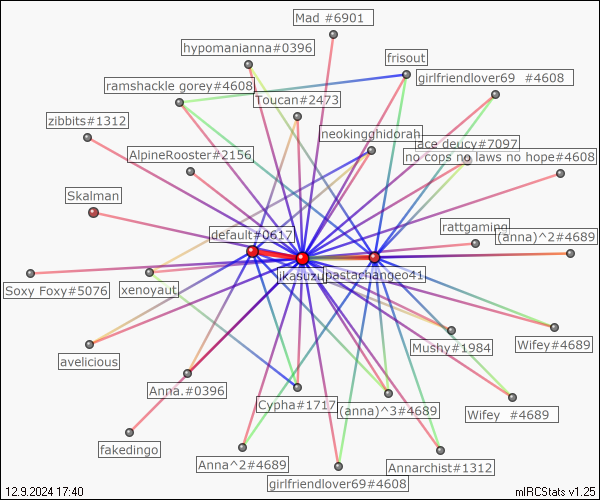 Mad #6901
hypomanianna#0396
frisout
girlfriendlover69 #4608
ramshackle gorey#4608
Toucan#2473
zibbits#1312
neokingghidorah
ace deucy#7097
AlpineRooster#2156
no cops no laws no hope#4608
Skalman
default#0617
rattgaming
(anna)^2#4689
jikasuzu
pastachangeo41
Soxy Foxy#5076
xenoyaut
avelicious
Mushy#1984
Wifey#4689
Anna.#0396
Cypha#1717
(anna)^3#4689
Wifey #4689
fakedingo
Anna^2#4689
Annarchist#1312
girlfriendlover69#4608
12.9.2024 17:40
mIRCStats v1.25